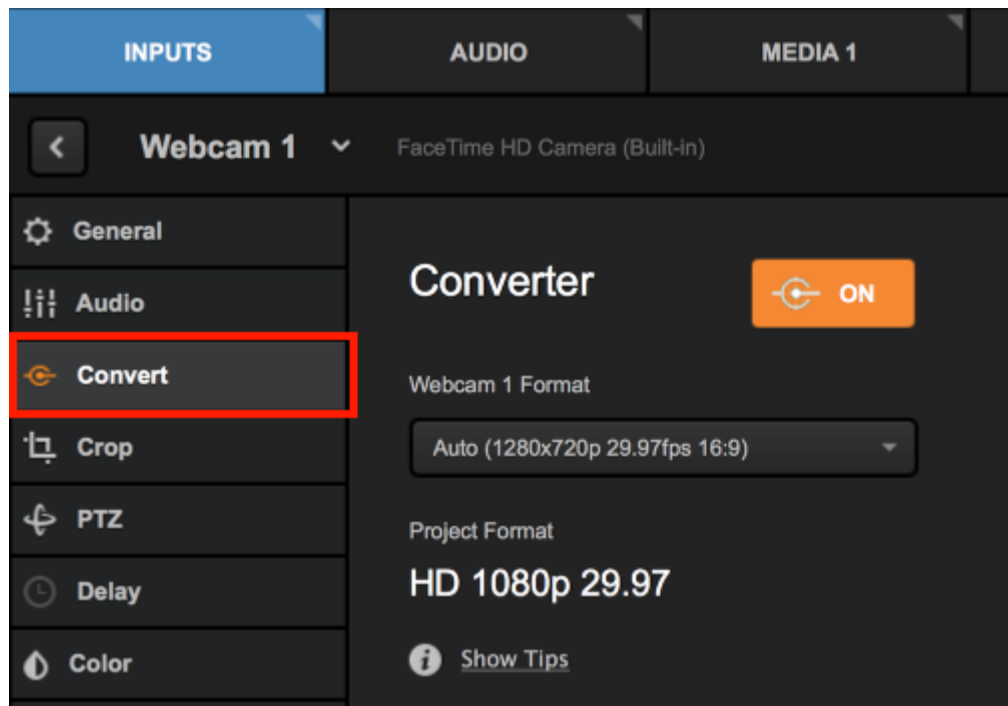 INPUTS AUDIO MEDIA 1
Webcam 1 FaceTime HD Camera (Built-in)
General
Audio
Convert
Crop
PTZ
Delay
Color
Converter ON
Webcam 1 Format
Auto (1280x720p 29.97fps 16:9)
Project Format
HD 1080p 29.97
i Show Tips